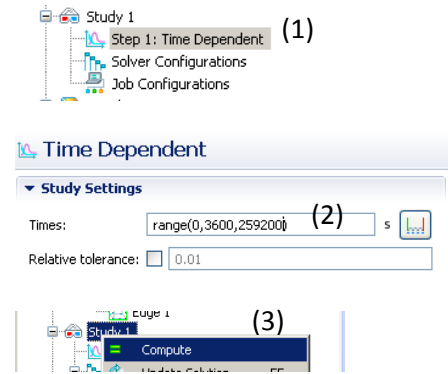 Study 1
Step 1: Time Dependent (1)
Solver Configurations
Job Configurations
Time Dependent
Study Settings
Times: range(0,3600,259200) (2) s
Relative tolerance: 0.01
Edge 1
Study 1 (3)
Compute
Update Solution F5